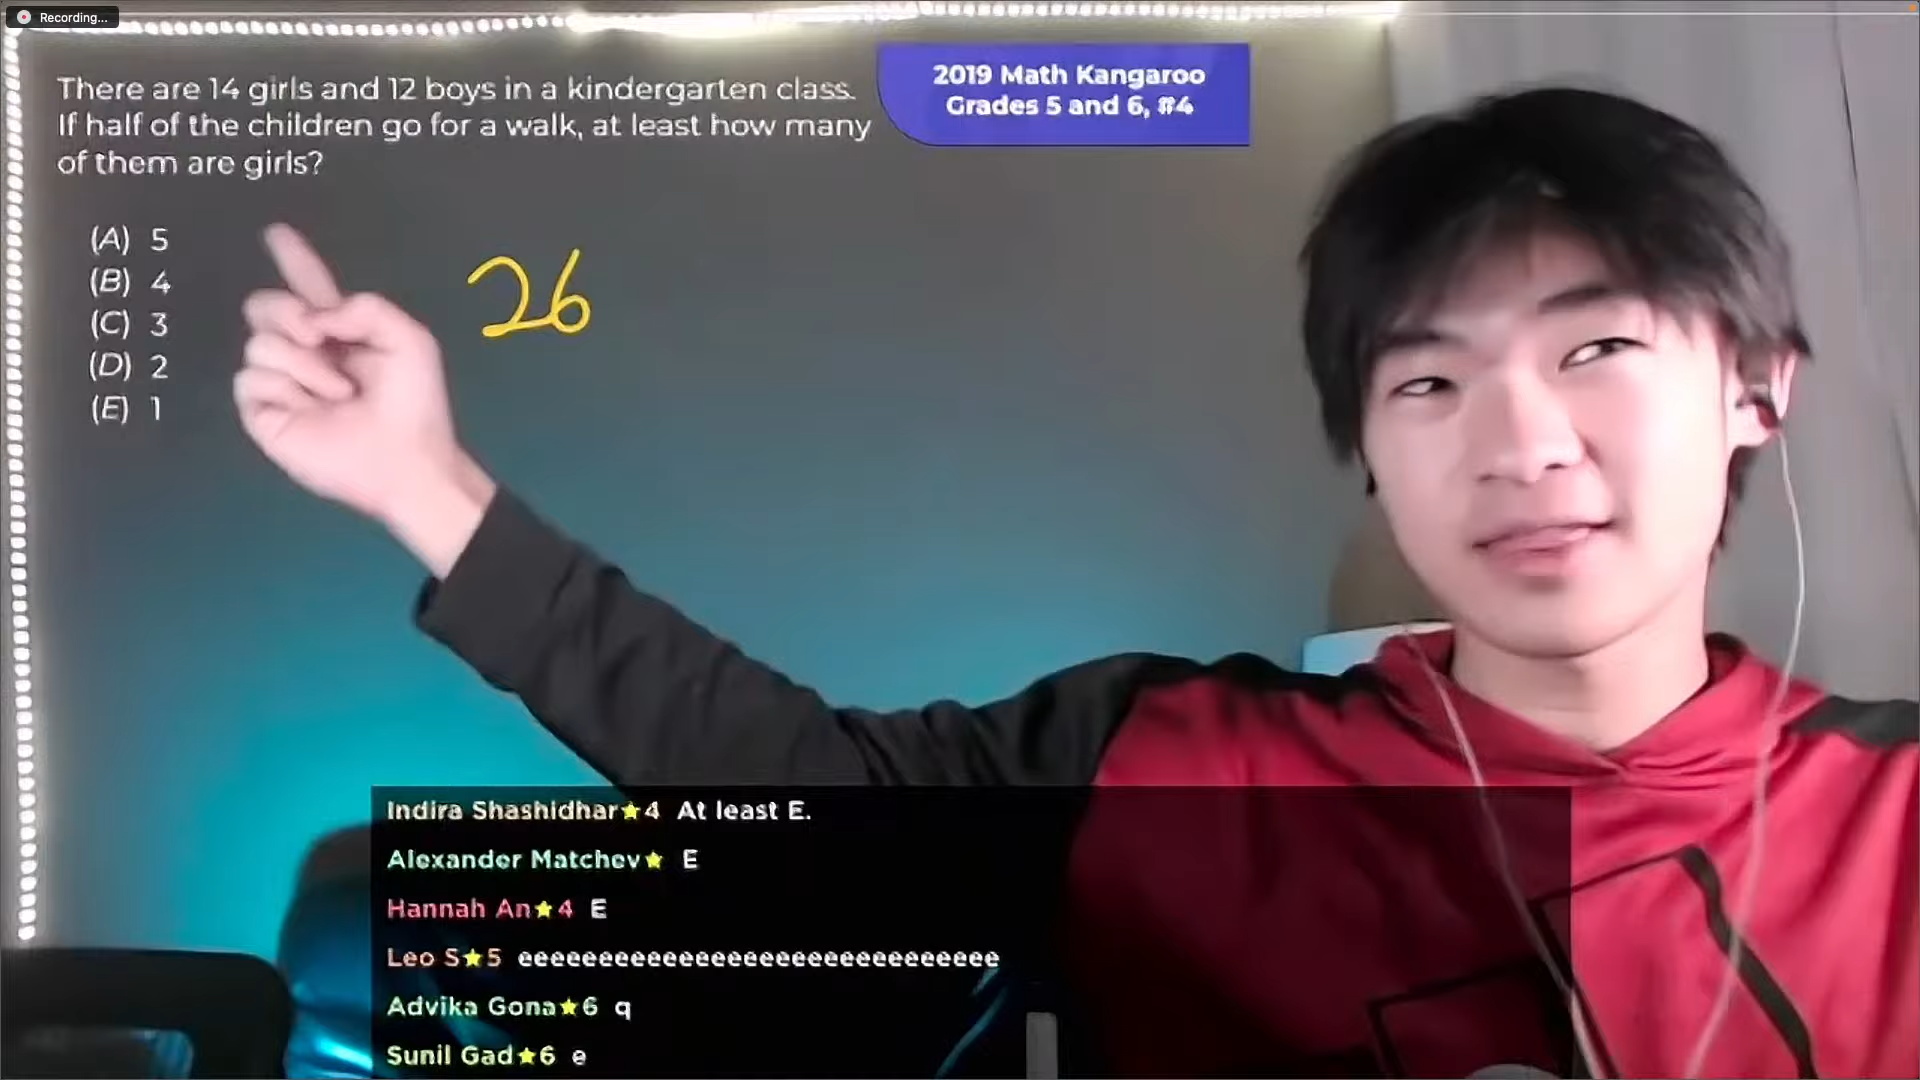 Recording...
There are 14 girls and 12 boys in a kindergarten class.
If half of the children go for a walk, at least how many
of them are girls?
2019 Math Kangaroo
Grades 5 and 6, #4
(A) 5
(B) 4
(C) 3
(D) 2
(E) 1
26
Indira Shashidhar★4 At least E.
Alexander Matchev★ E
Hannah An★4 E
Leo S★5 eeeeeeeeeeeeeeeeeeeeeeeeeeeeee
Advika Gona★6 q
Sunil Gad★6 e